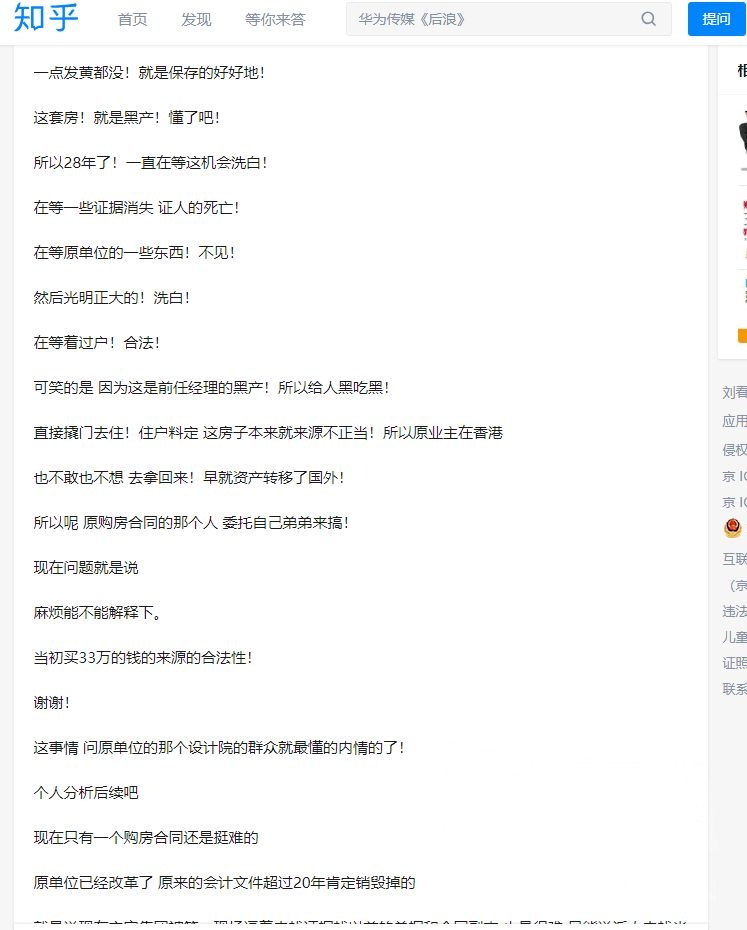 知乎
首页 发现 等你来答 华为传媒《后浪》 提问
一点发黄都没！就是保存的好好地！
这套房！就是黑产！懂了吧！
所以28年了！一直在等这机会洗白！
在等一些证据消失 证人的死亡！
在等原单位的一些东西！不见！
然后光明正大的！洗白！
在等着过户！合法！
可笑的是 因为这是前任经理的黑产！所以给人黑吃黑！
直接撬门去住！住户料定 这房子本来就来源不正当！所以原业主在香港
也不敢也不想 去拿回来！早就资产转移了国外！
所以呢 原购房合同的那个人 委托自己弟弟来搞！
现在问题就是说
麻烦能不能解释下。
当初买33万的钱的来源的合法性！
谢谢！
这事情 问原单位的那个设计院的群众就最懂的内情的了！
个人分析后续吧
现在只有一个购房合同还是挺难的
原单位已经改革了 原来的会计文件超过20年肯定销毁掉的
刘看
应用
侵权
京 IC
京 IC
互联
（京
违法
儿童
证照
联系